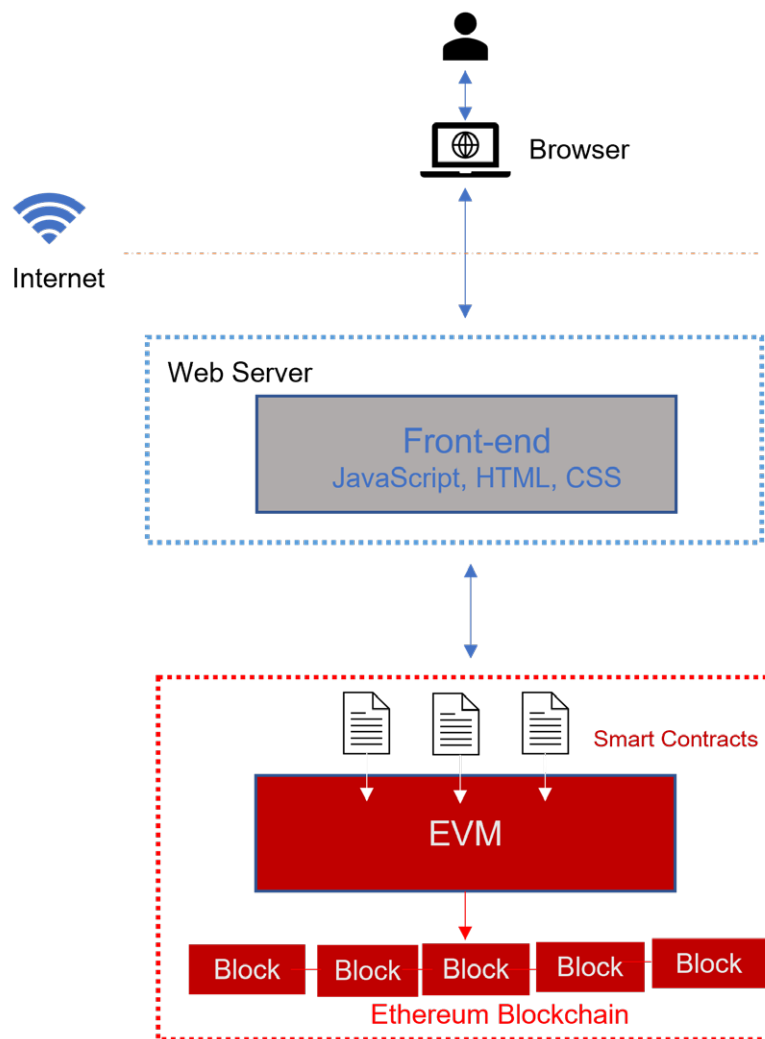 Browser
Internet
Web Server
Front-end
JavaScript, HTML, CSS
Smart Contracts
EVM
Block Block Block Block Block
Ethereum Blockchain